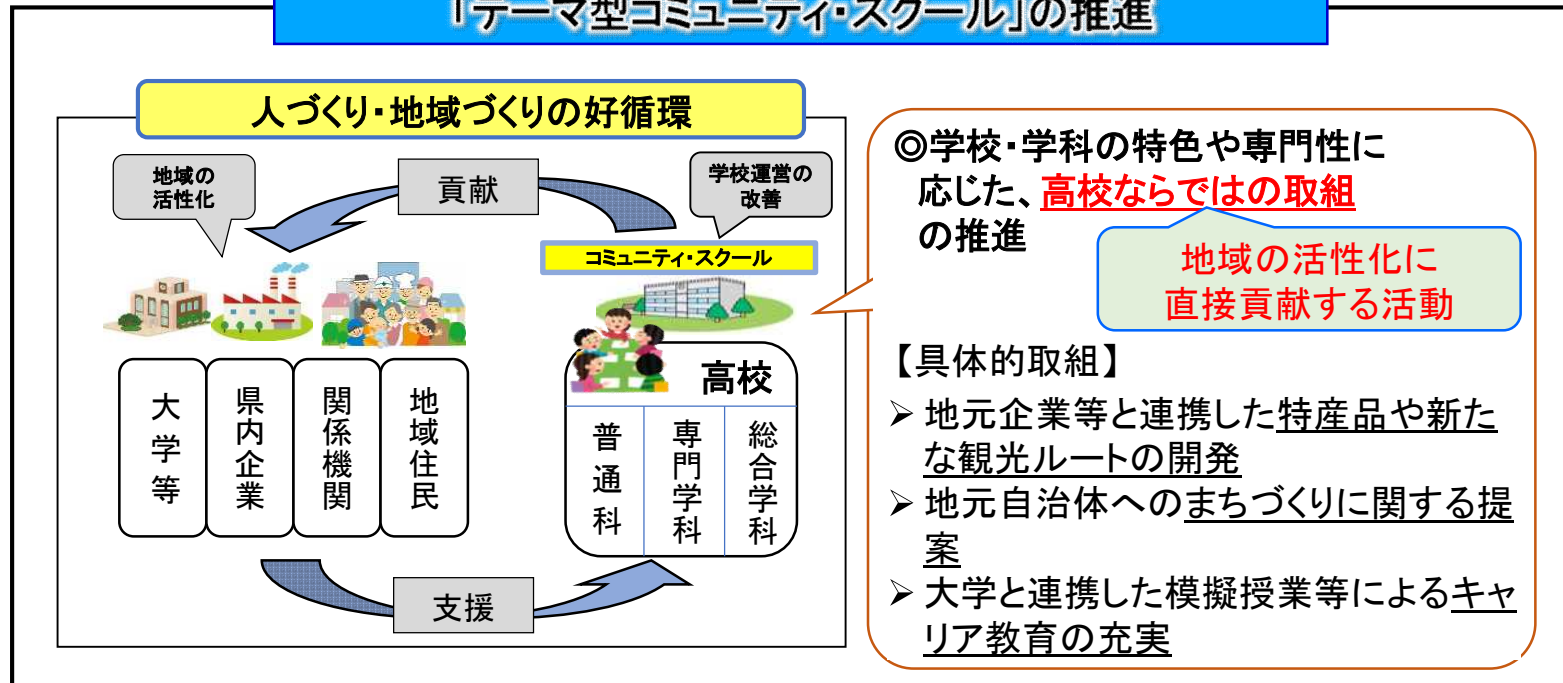 「テーマ型コミュニティ・スクール」の推進
人づくり・地域づくりの好循環
地域の
活性化
貢献
学校運営の
改善
コミュニティ・スクール
大学等
県内企業
関係機関
地域住民
高校
普通科
専門学科
総合学科
支援
◎学校・学科の特色や専門性に
応じた、高校ならではの取組
の推進
地域の活性化に
直接貢献する活動
【具体的取組】
➢ 地元企業等と連携した特産品や新た
な観光ルートの開発
➢ 地元自治体へのまちづくりに関する提
案
➢ 大学と連携した模擬授業等によるキャ
リア教育の充実